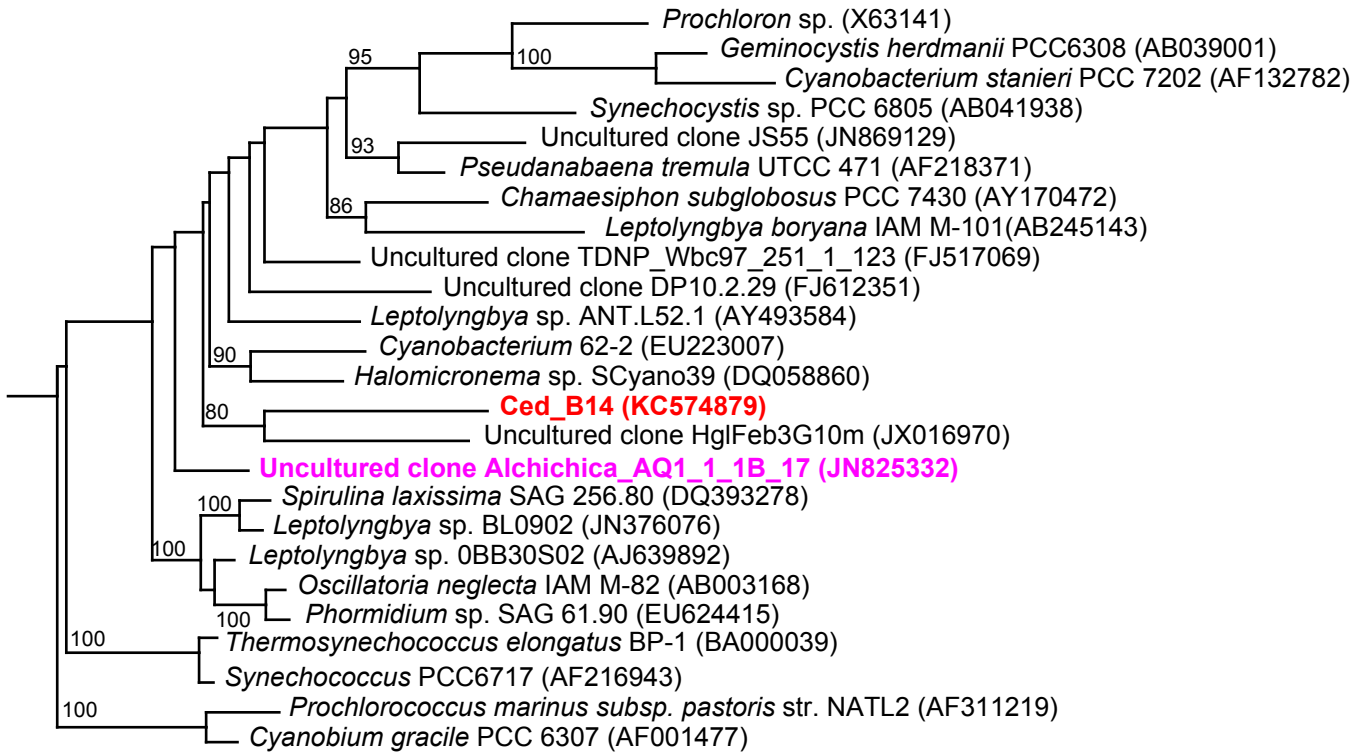 Prochloron sp. (X63141)
Geminocystis herdmanii PCC6308 (AB039001)
95
100
Cyanobacterium stanieri PCC 7202 (AF132782)
Synechocystis sp. PCC 6805 (AB041938)
Uncultured clone JS55 (JN869129)
93
Pseudanabaena tremula UTCC 471 (AF218371)
Chamaesiphon subglobosus PCC 7430 (AY170472)
86
Leptolyngbya boryana IAM M-101(AB245143)
Uncultured clone TDNP_Wbc97_251_1_123 (FJ517069)
Uncultured clone DP10.2.29 (FJ612351)
Leptolyngbya sp. ANT.L52.1 (AY493584)
Cyanobacterium 62-2 (EU223007)
90
Halomicronema sp. SCyano39 (DQ058860)
Ced_B14 (KC574879)
80
Uncultured clone HglFeb3G10m (JX016970)
Uncultured clone Alchichica_AQ1_1_1B_17 (JN825332)
Spirulina laxissima SAG 256.80 (DQ393278)
100
Leptolyngbya sp. BL0902 (JN376076)
100
Leptolyngbya sp. 0BB30S02 (AJ639892)
Oscillatoria neglecta IAM M-82 (AB003168)
100
Phormidium sp. SAG 61.90 (EU624415)
100
Thermosynechococcus elongatus BP-1 (BA000039)
Synechococcus PCC6717 (AF216943)
100
Prochlorococcus marinus subsp. pastoris str. NATL2 (AF311219)
Cyanobium gracile PCC 6307 (AF001477)